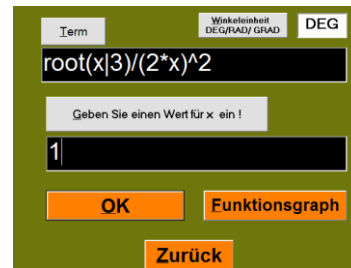 Term
Winkeleinheit
DEG/RAD/ GRAD
DEG
root(x|3)/(2*x)^2
Geben Sie einen Wert für x ein !
1
OK
Funktionsgraph
Zurück